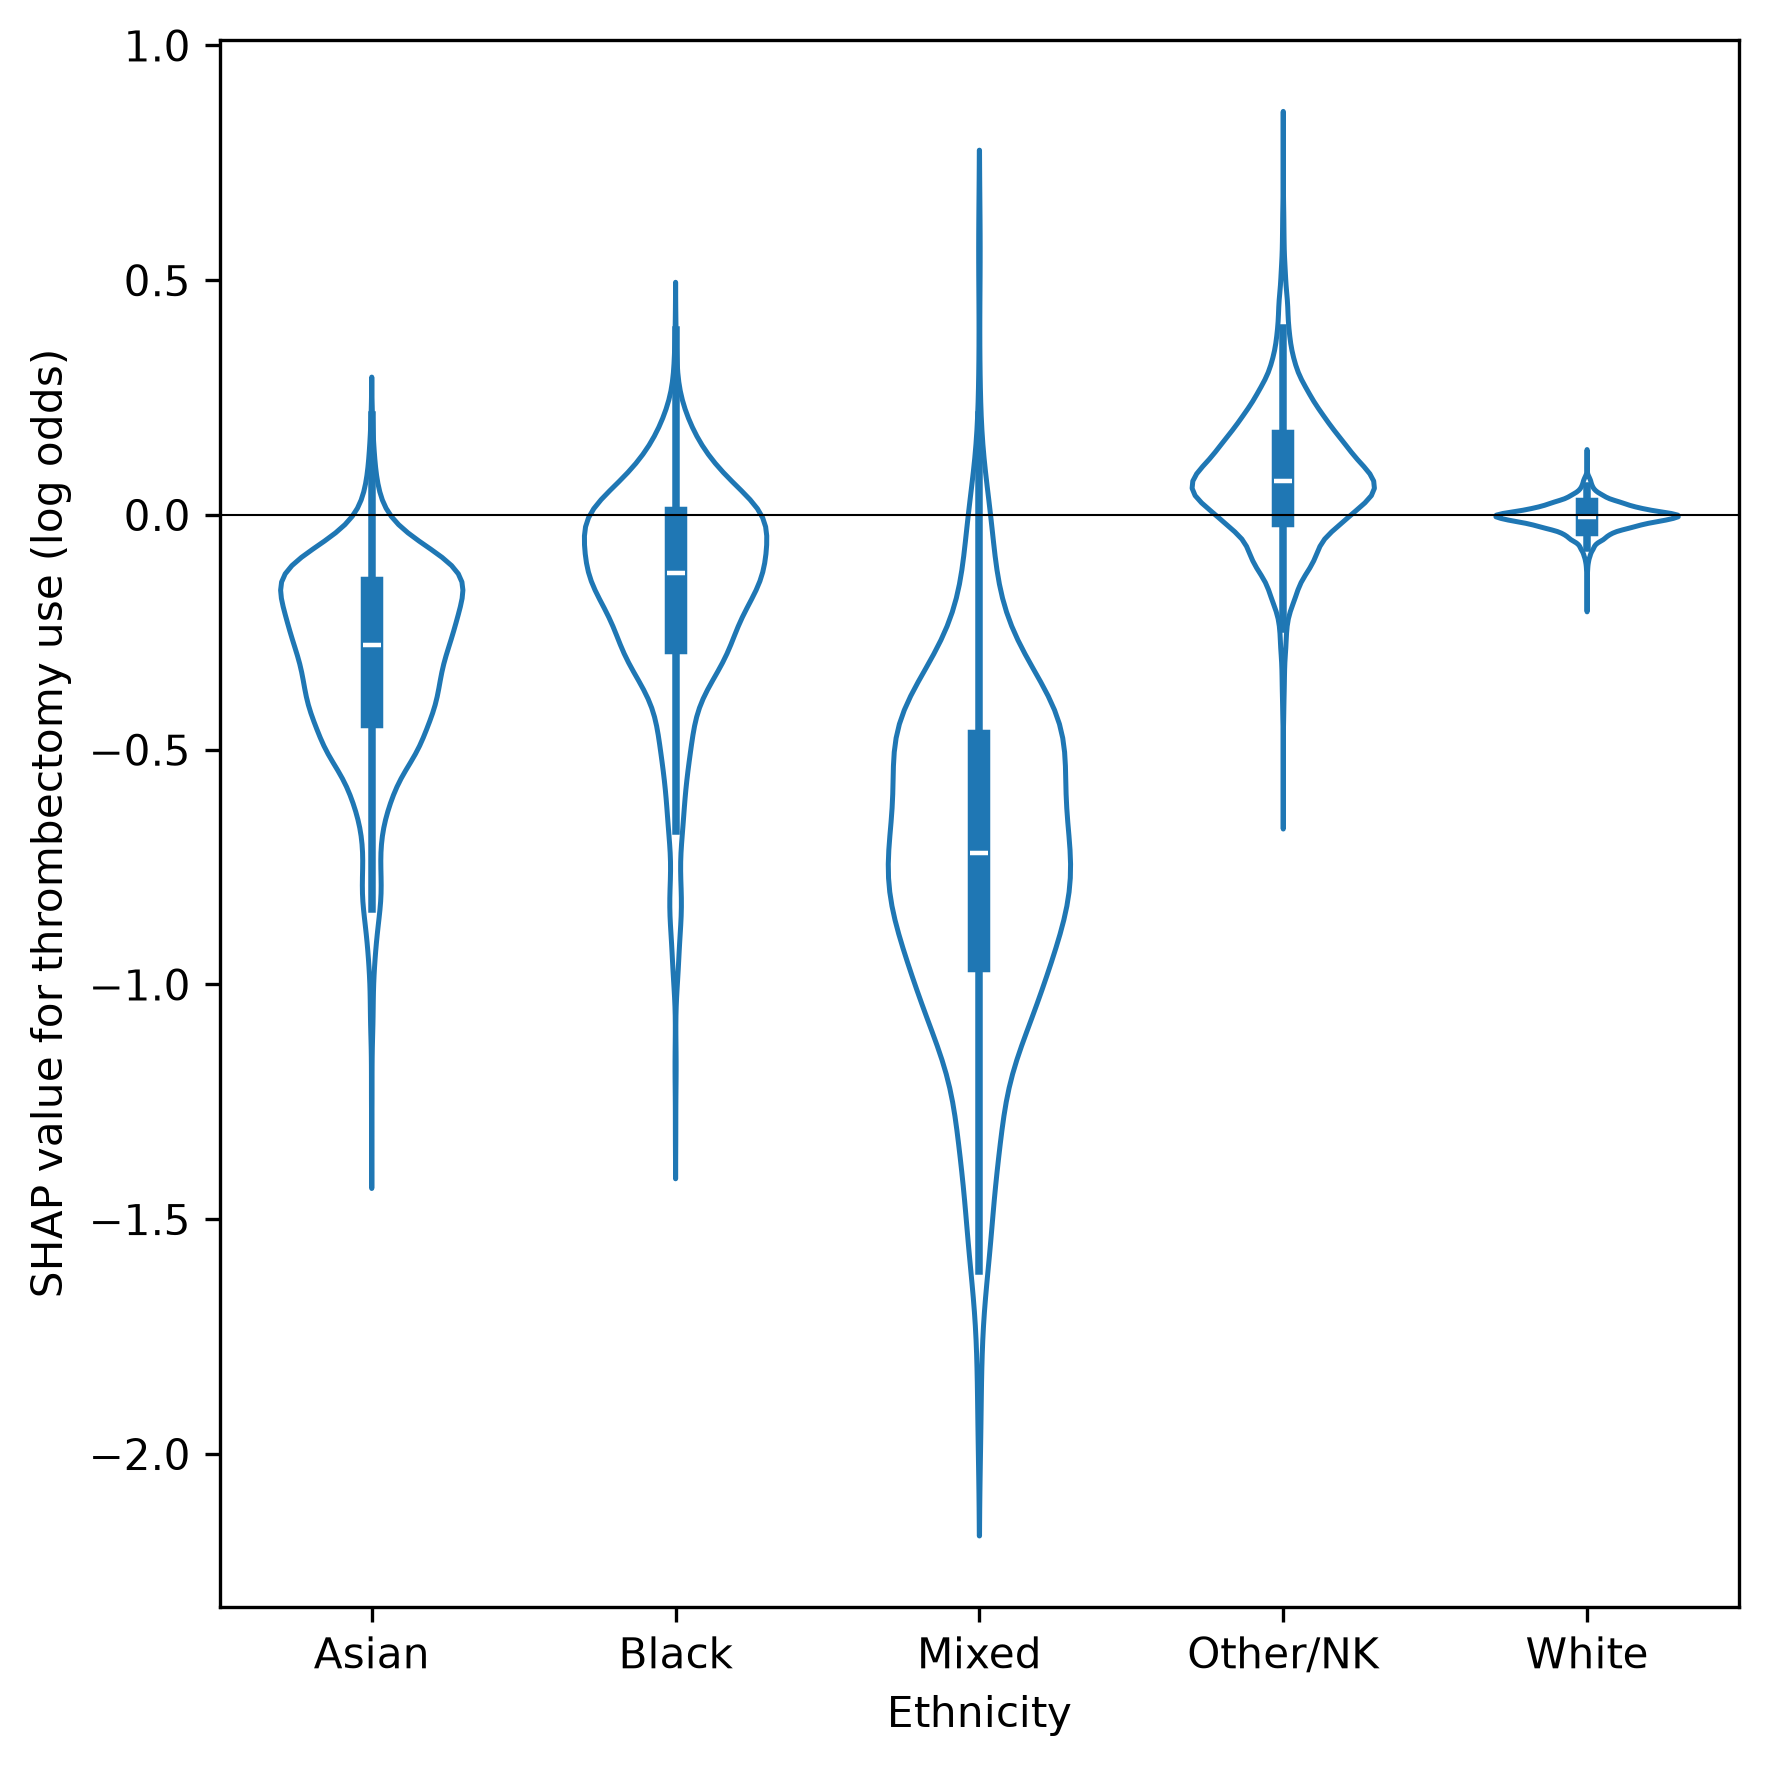 SHAP value for thrombectomy use (log odds)
1.0
0.5
0.0
−0.5
−1.0
−1.5
−2.0
Asian
Black
Mixed
Other/NK
White
Ethnicity